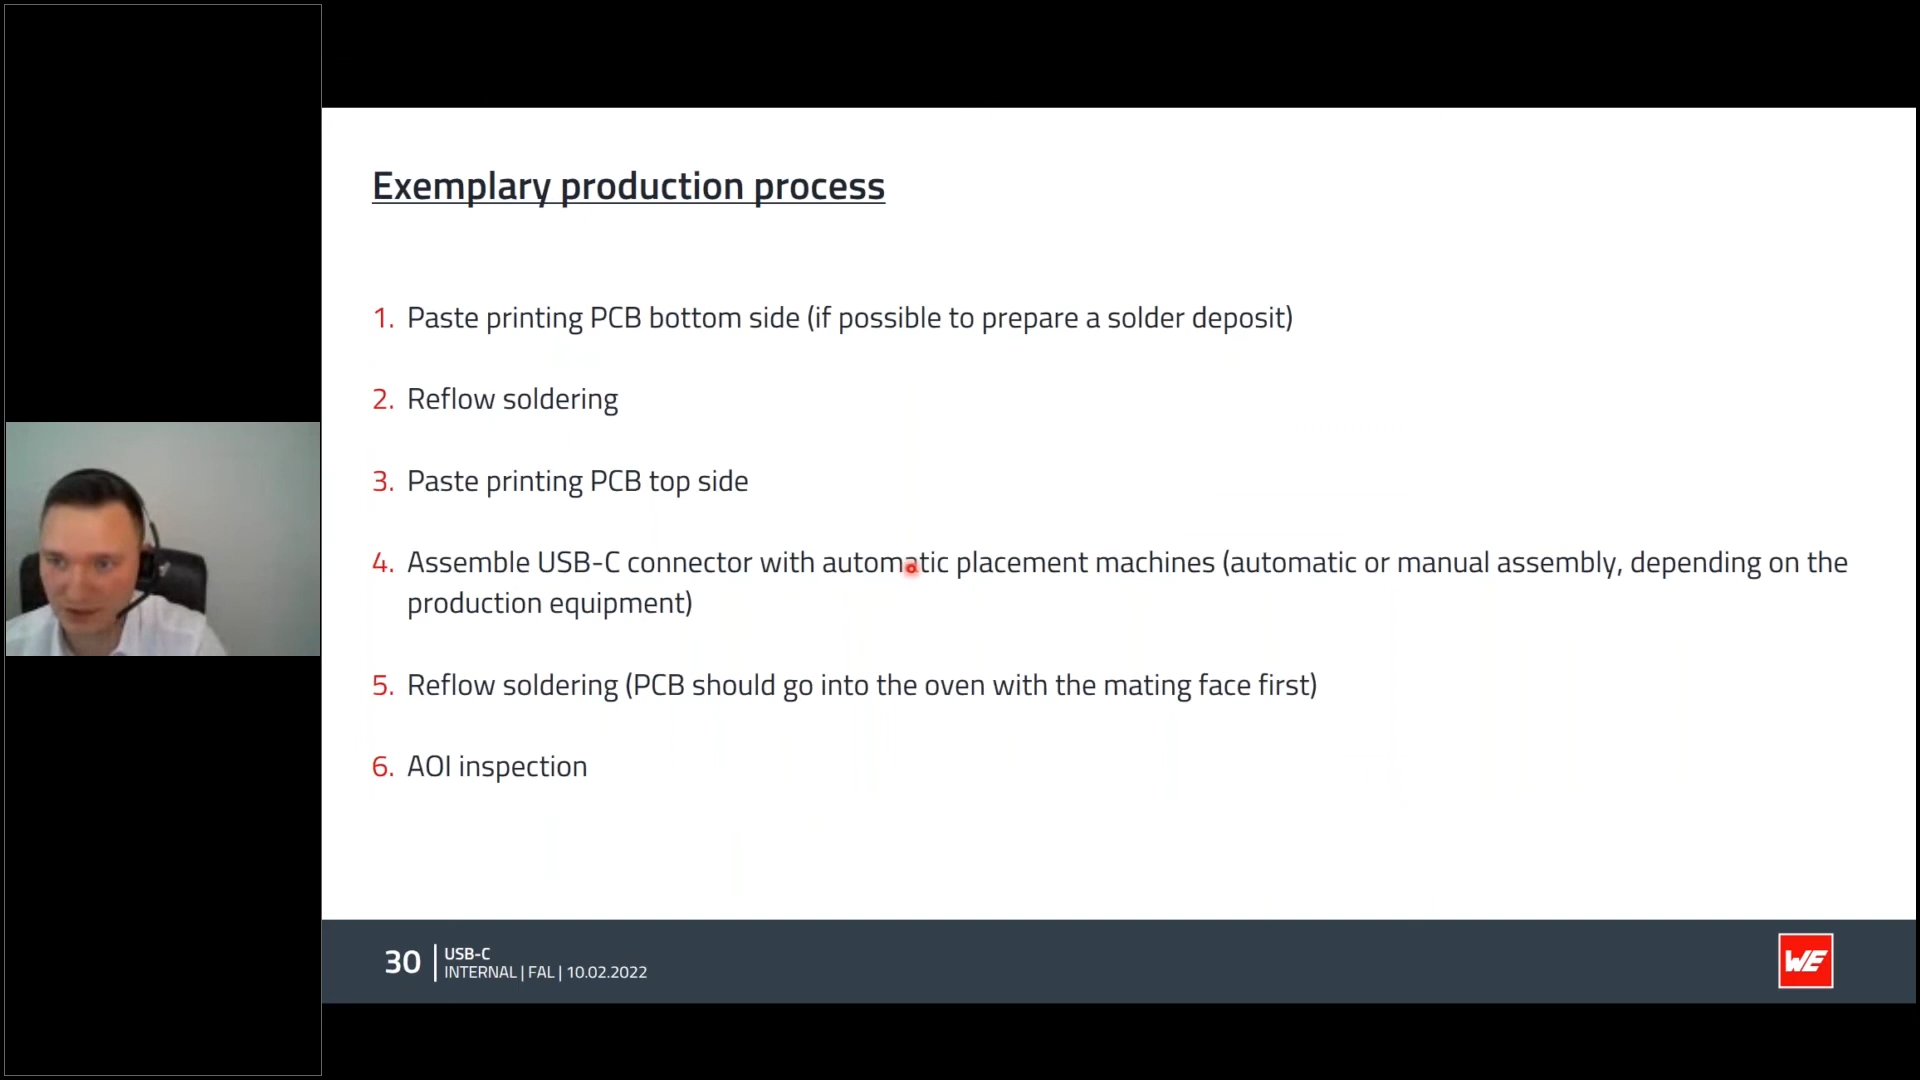 Exemplary production process
1. Paste printing PCB bottom side (if possible to prepare a solder deposit)
2. Reflow soldering
3. Paste printing PCB top side
4. Assemble USB-C connector with automatic placement machines (automatic or manual assembly, depending on the
production equipment)
5. Reflow soldering (PCB should go into the oven with the mating face first)
6. AOI inspection
30
USB-C
INTERNAL | FAL | 10.02.2022
WE